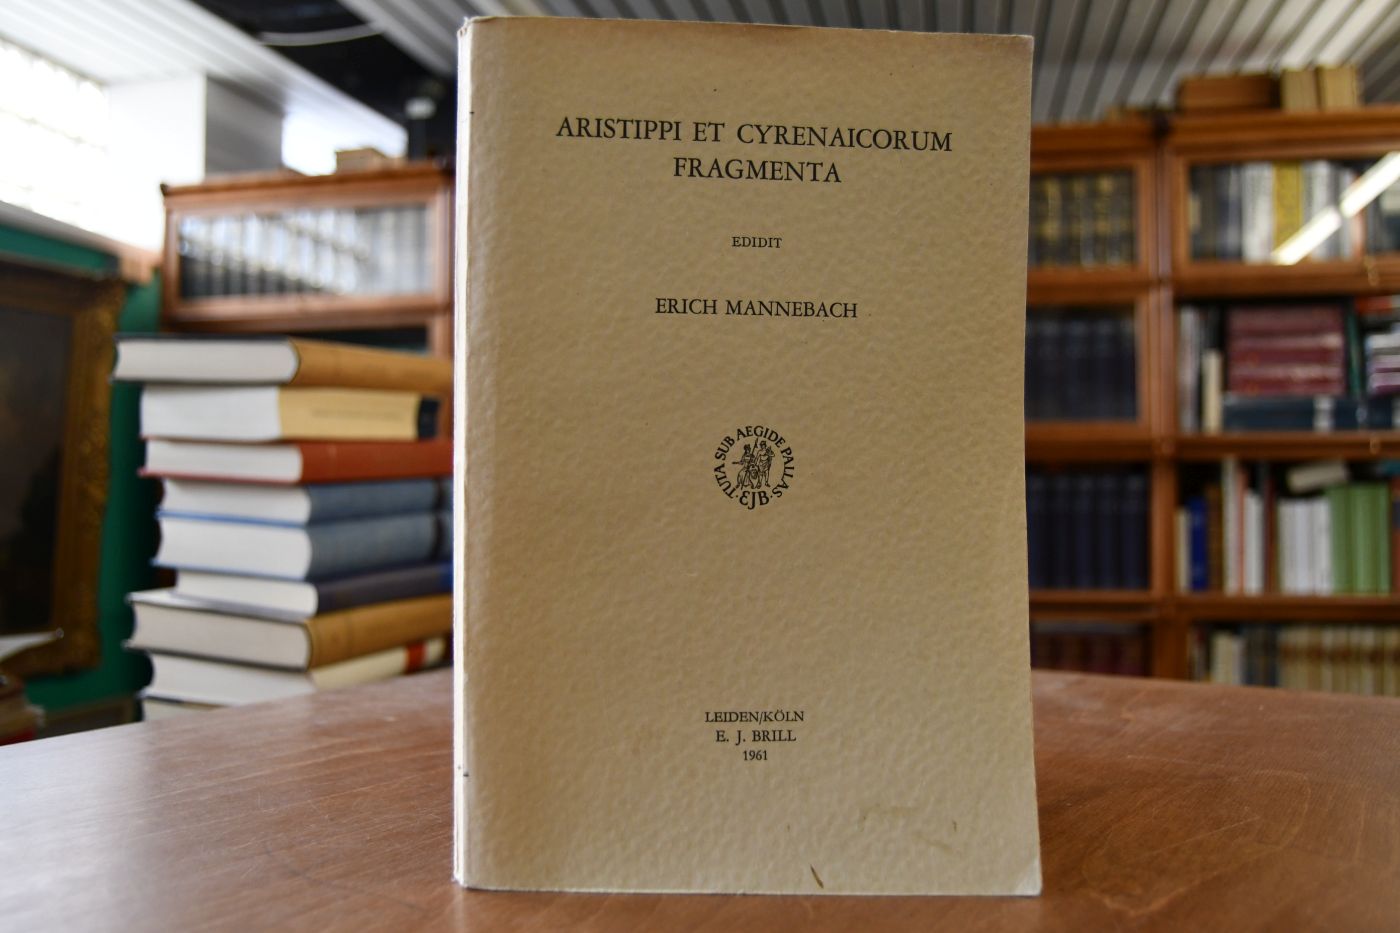 ARISTIPPI ET CYRENAICORUM
FRAGMENTA
EDIDIT
ERICH MANNEBACH
TUTA SUB AEGIDE PALLAS
EJB
LEIDEN/KÖLN
E. J. BRILL
1961